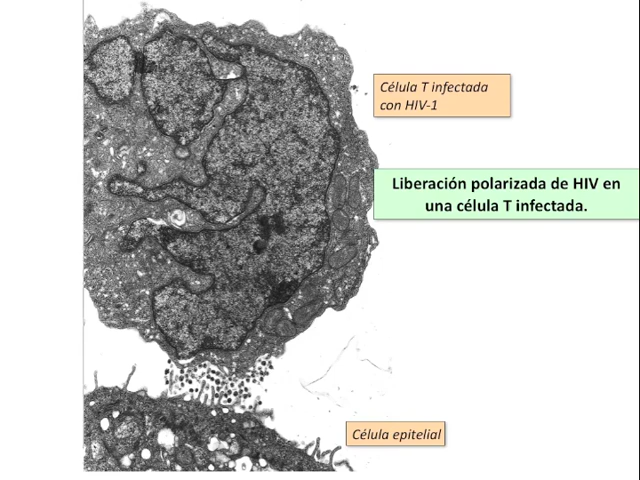 Célula T infectada
con HIV-1
Liberación polarizada de HIV en
una célula T infectada.
Célula epitelial